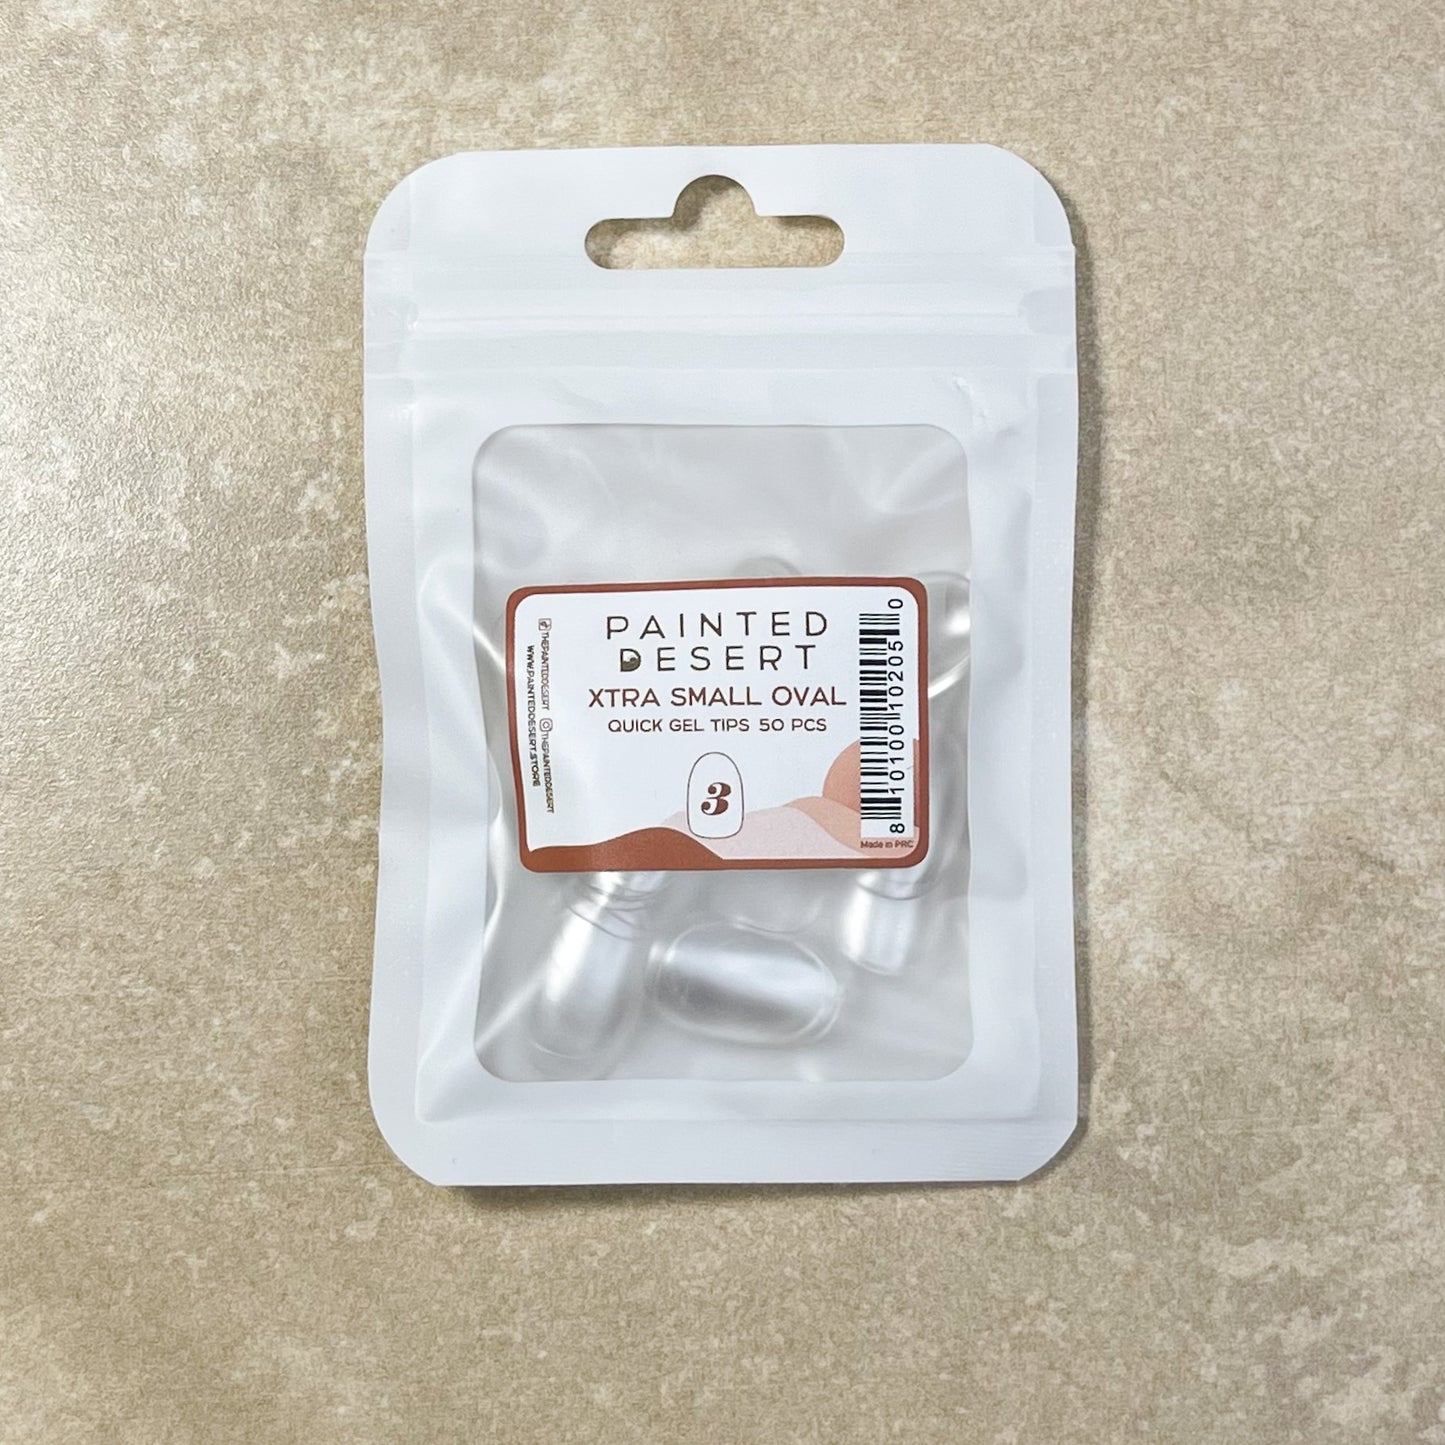 PAINTED
DESERT
XTRA SMALL OVAL
QUICK GEL TIPS 50 PCS
3
THEPAINTEDDESERT THEPAINTEDDESERT
WWW.PAINTEDDESERT.STORE
8 10100 10205 0
Made in PRC